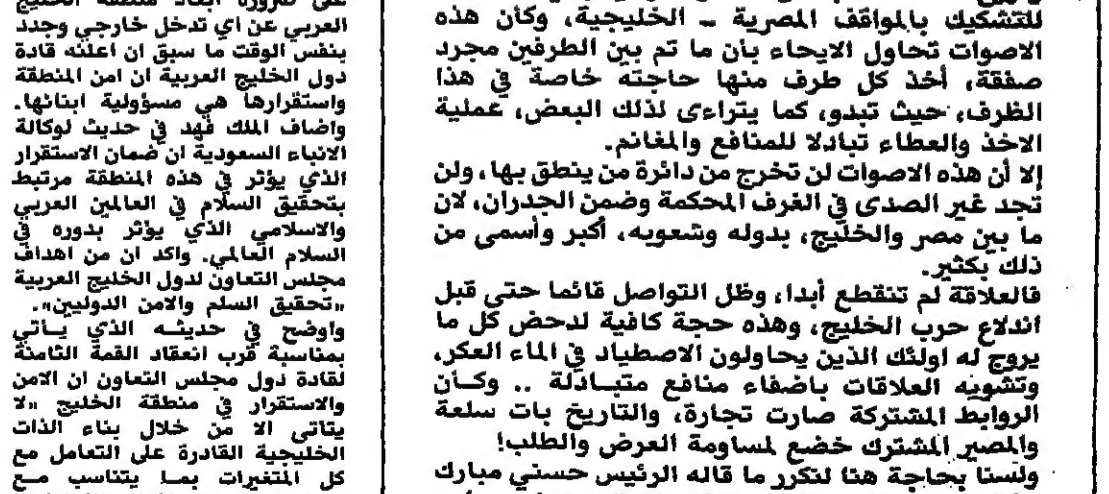 للتشكيك بالمواقف المصرية ـ الخليجية، وكأن هذه
الاصوات تحاول الايحاء بأن ما تم بين الطرفين مجرد
صفقة، أخذ كل طرف منها حاجته خاصة في هذا
الظرف، حيث تبدو، كما يتراءى لذلك البعض، عملية
الاخذ والعطاء تبادلا للمنافع والمغانم.
إلا أن هذه الاصوات لن تخرج من دائرة من ينطق بها، ولن
تجد غير الصدى في الغرف المحكمة وضمن الجدران، لان
ما بين مصر والخليج، بدوله وشعوبه، أكبر وأسمى من
ذلك بكثير.
فالعلاقة لم تنقطع أبدا، وظل التواصل قائما حتى قبل
اندلاع حرب الخليج، وهذه حجة كافية لدحض كل ما
يروج له اولئك الذين يحاولون الاصطياد في الماء العكر،
وتشويه العلاقات باضفاء منافع متبـادلة .. وكـأن
الروابط المشتركة صارت تجارة، والتاريخ بات سلعة
والمصير المشترك خضع لمساومة العرض والطلب!
ولسنا بحاجة هنا لنكرر ما قاله الرئيس حسني مبارك
على ضرورة ابعاد منطقة الخليج
العربي عن اي تدخل خارجي وجدد
بنفس الوقت ما سبق ان اعلنه قادة
دول الخليج العربية ان امن المنطقة
واستقرارها هي مسؤولية ابنائها.
واضاف الملك فهد في حديث لوكالة
الانباء السعودية ان ضمان الاستقرار
الذي يؤثر في هذه المنطقة مرتبط
بتحقيق السلام في العالمين العربي
والاسلامي الذي يؤثر بدوره في
السلام العالمي. واكد ان من اهداف
مجلس التعاون لدول الخليج العربية
«تحقيق السلم والامن الدوليين».
واوضح في حديثه الذي يـأتي
بمناسبة قرب انعقاد القمة الثامنة
لقادة دول مجلس التعاون ان الامن
والاستقرار في منطقة الخليج «لا
يتاتى الا من خلال بناء الذات
الخليجية القادرة على التعامل مع
كل المتغيرات بمـا يتناسب مـع